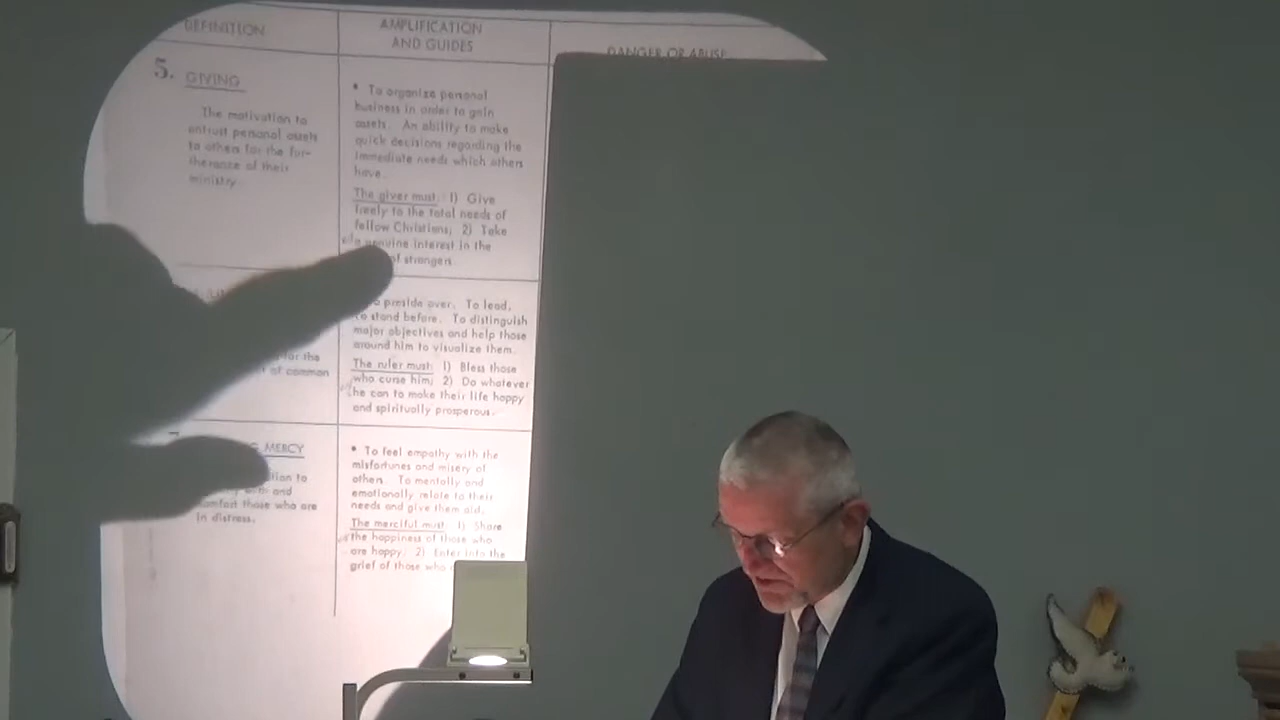 DEFINITION
AMPLIFICATION
AND GUIDES
DANGER OR ABUSE
5. GIVING
The motivation to
entrust personal assets
to others for the fur-
therance of their
ministry.
• To organize personal
business in order to gain
assets. An ability to make
quick decisions regarding the
immediate needs which others
have.
The giver must: 1) Give
freely to the total needs of
fellow Christians; 2) Take
genuine interest in the
of strangers
for the
of common
preside over. To lead,
to stand before. To distinguish
major objectives and help those
around him to visualize them.
The ruler must: 1) Bless those
who curse him; 2) Do whatever
he can to make their life happy
and spiritually prosperous.
MERCY
and
comfort those who are
in distress.
• To feel empathy with the
misfortunes and misery of
others. To mentally and
emotionally relate to their
needs and give them aid.
The merciful must: 1) Share
the happiness of those who
are happy. 2) Enter into the
grief of those who